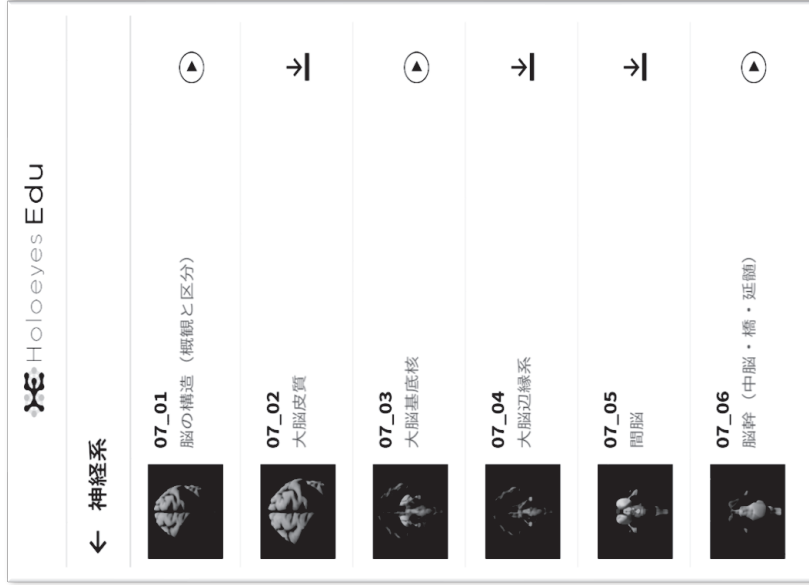 Holoeyes Edu
← 神経系
07_01
脳の構造（概観と区分）
07_02
大脳皮質
07_03
大脳基底核
07_04
大脳辺縁系
07_05
間脳
07_06
脳幹（中脳・橋・延髄）